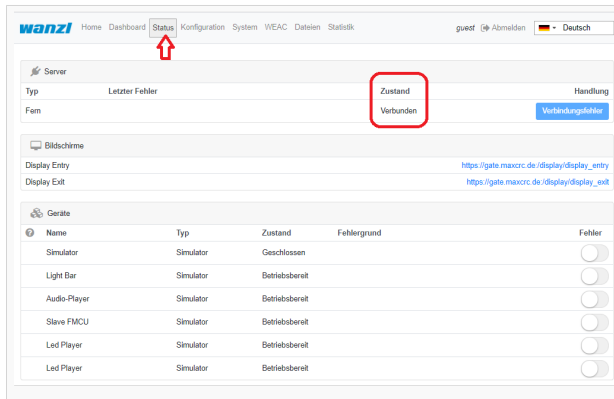 wanzl Home Dashboard Status Konfiguration System WEAC Dateien Statistik guest Abmelden Deutsch
Server
Typ Letzter Fehler Zustand Handlung
Fern Verbunden Verbindungsfehler
Bildschirme
Display Entry https://gate.maxcrc.de:/display/display_entry
Display Exit https://gate.maxcrc.de:/display/display_exit
Geräte
? Name Typ Zustand Fehlergrund Fehler
Simulator Simulator Geschlossen
Light Bar Simulator Betriebsbereit
Audio-Player Simulator Betriebsbereit
Slave FMCU Simulator Betriebsbereit
Led Player Simulator Betriebsbereit
Led Player Simulator Betriebsbereit